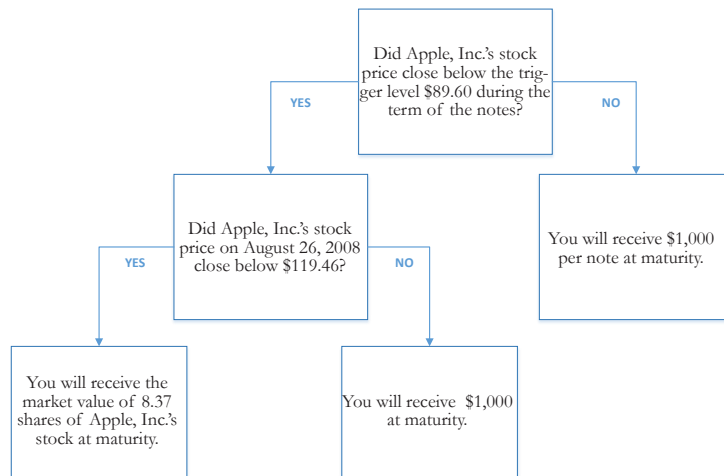 Did Apple, Inc.'s stock
price close below the trig-
ger level $89.60 during the
term of the notes?
YES
NO
Did Apple, Inc.'s stock
price on August 26, 2008
close below $119.46?
You will receive $1,000
per note at maturity.
YES
NO
You will receive the
market value of 8.37
shares of Apple, Inc.'s
stock at maturity.
You will receive $1,000
at maturity.